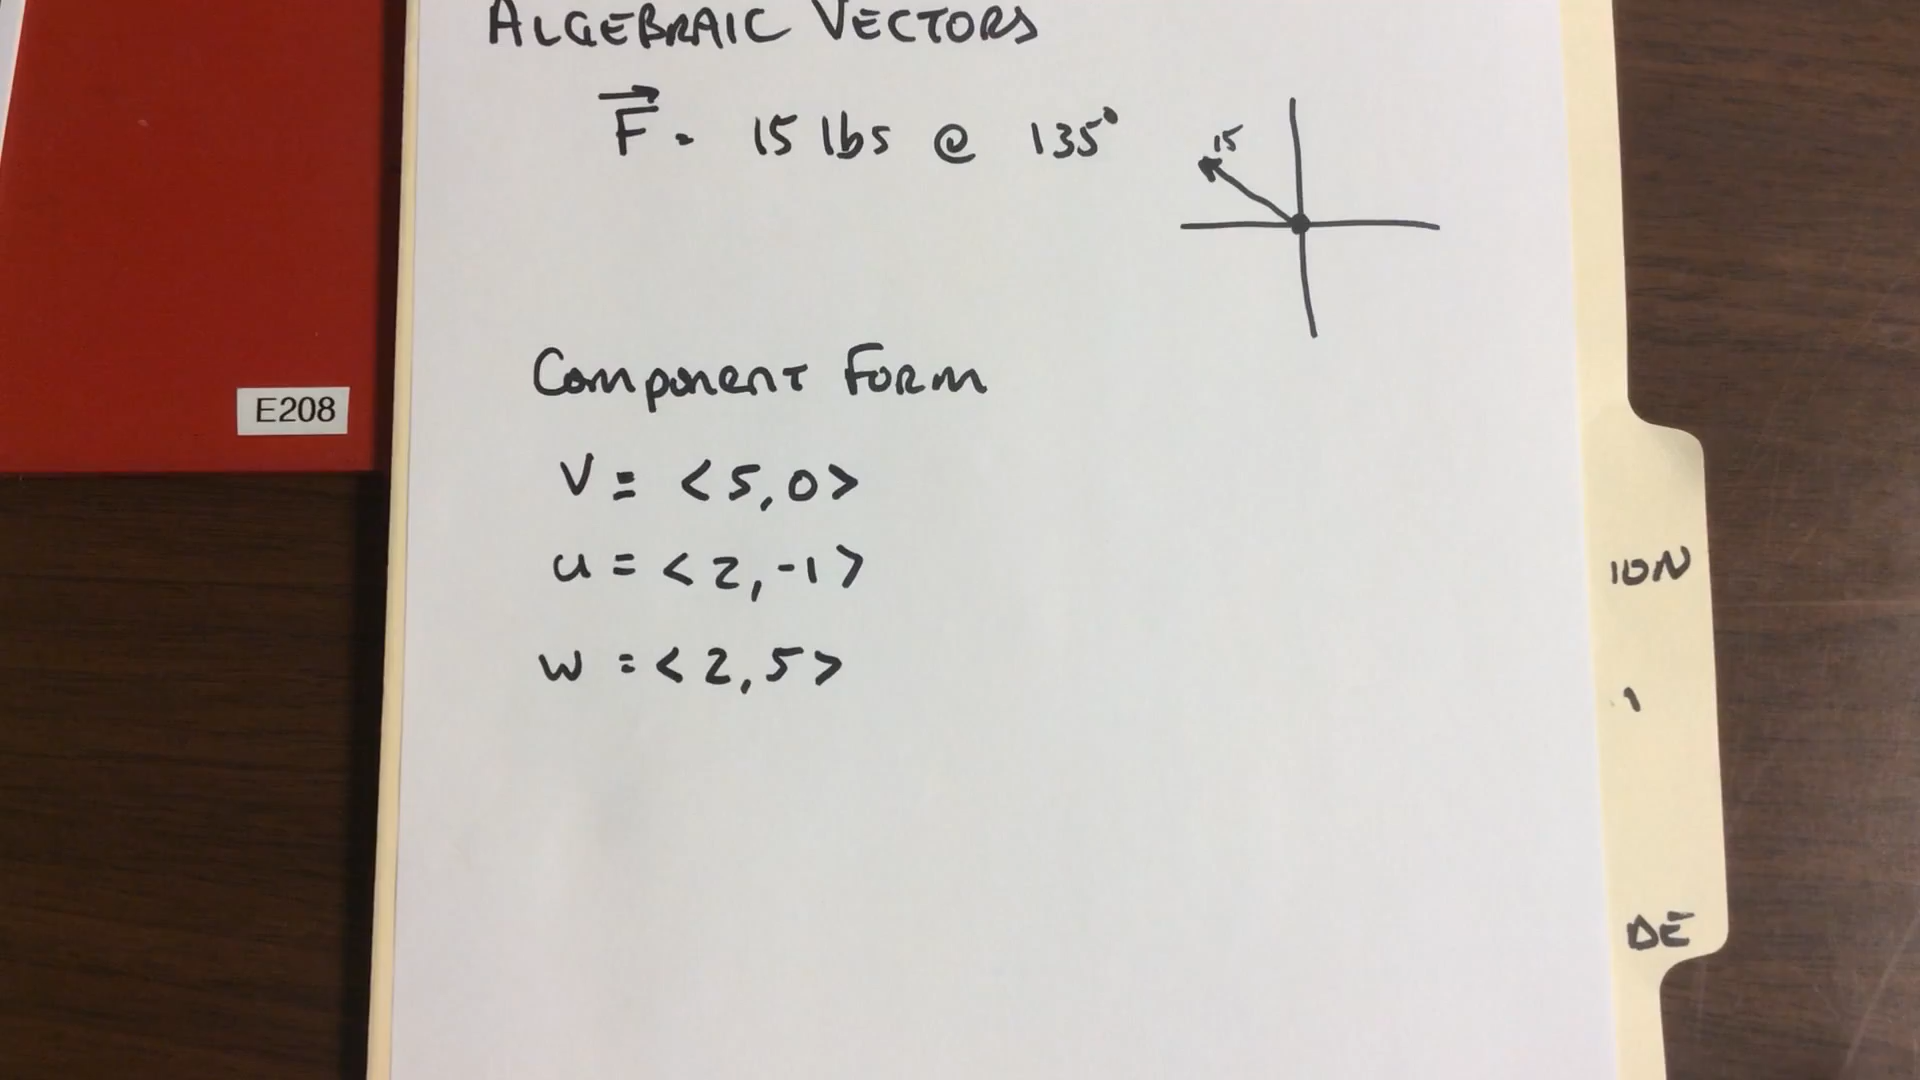 ALGEBRAIC VECTORS
F = 15 lbs @ 135°
15
Component Form
E208
V = <5,0>
u = <2,-1>
ION
w = <2,5>
DE